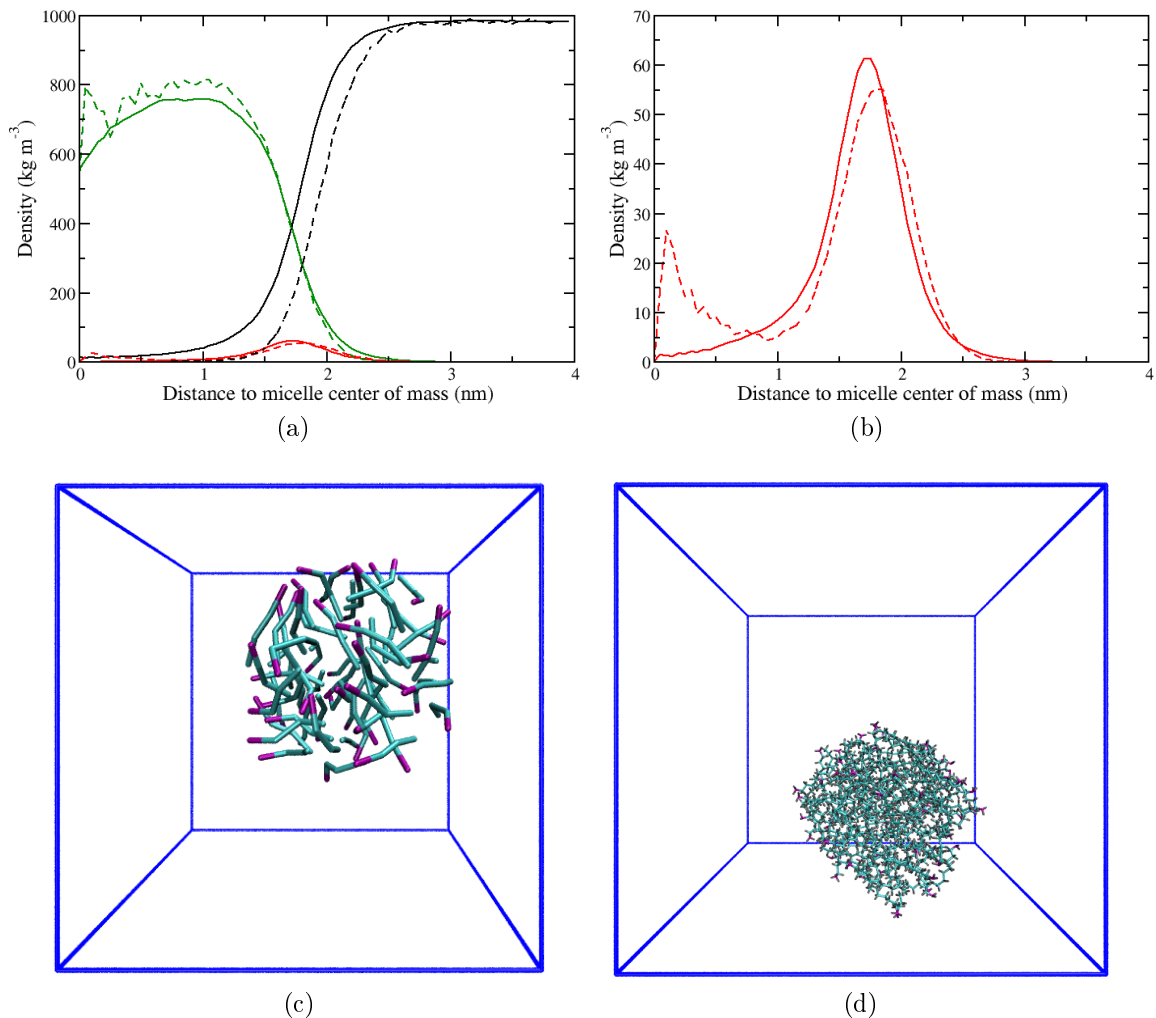 1000
800
600
400
200
0
Density (kg m⁻³)
0 1 2 3 4
Distance to micelle center of mass (nm)
(a)
70
60
50
40
30
20
10
0
Density (kg m⁻³)
0 1 2 3 4
Distance to micelle center of mass (nm)
(b)
(c)
(d)